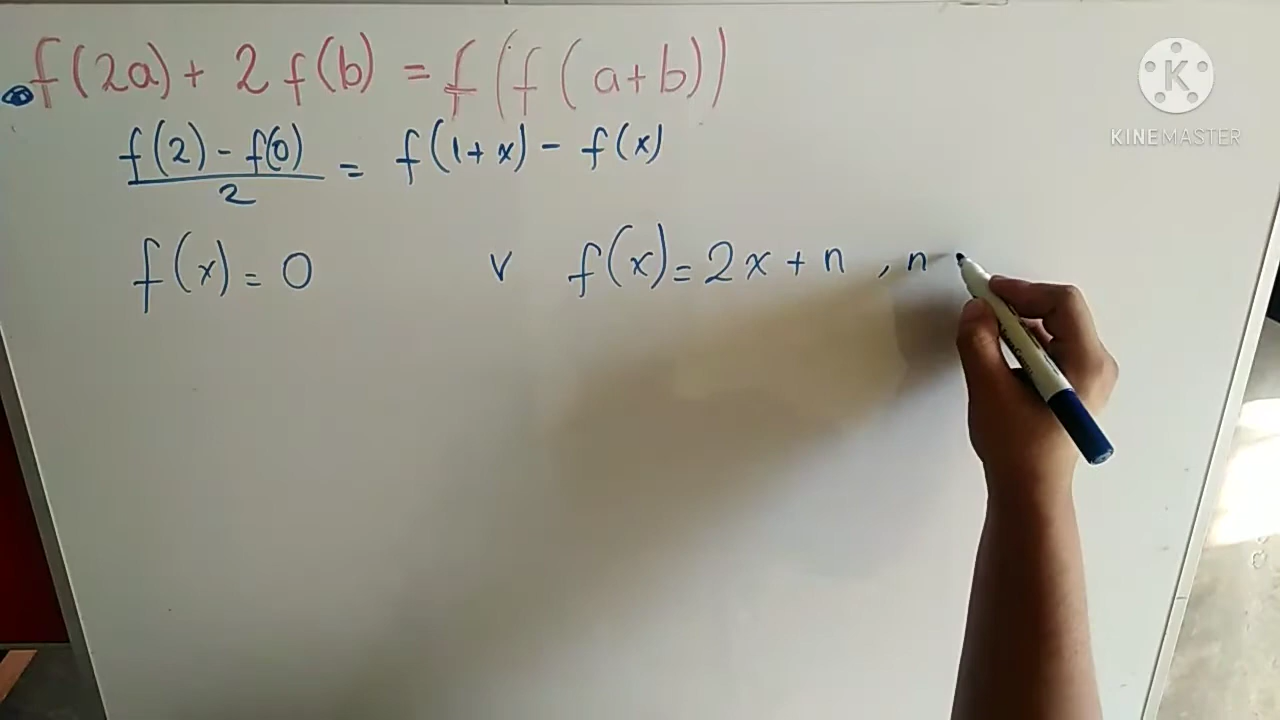 f(2a) + 2f(b) = f(f(a+b))
K
KINEMASTER
f(2) - f(0) / 2 = f(1+x) - f(x)
f(x) = 0 v f(x) = 2x + n , n